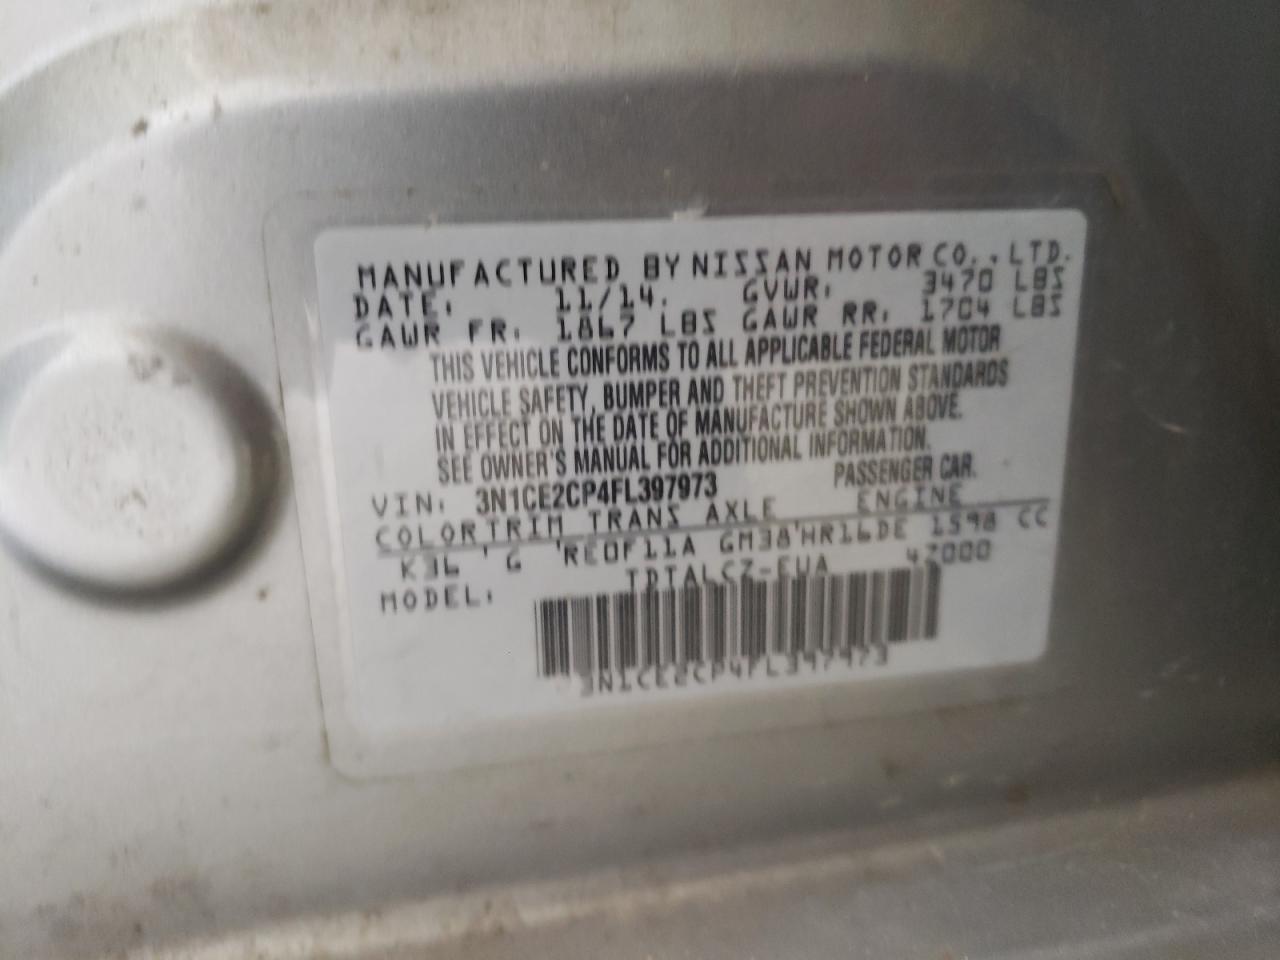 MANUFACTURED BY NISSAN MOTOR CO., LTD.
DATE: 11/14. GVWR: 3470 LBS
GAWR FR: 1867 LBS GAWR RR: 1704 LBS
THIS VEHICLE CONFORMS TO ALL APPLICABLE FEDERAL MOTOR
VEHICLE SAFETY, BUMPER AND THEFT PREVENTION STANDARDS
IN EFFECT ON THE DATE OF MANUFACTURE SHOWN ABOVE.
SEE OWNER'S MANUAL FOR ADDITIONAL INFORMATION.
VIN: 3N1CE2CP4FL397973 PASSENGER CAR.
COLOR TRIM TRANS AXLE ENGINE
K36 'G 'RE0F11A GM38'HR16DE 1598 CC
MODEL: TDTALCZ-EUA 47000
3N1CE2CP4FL397973